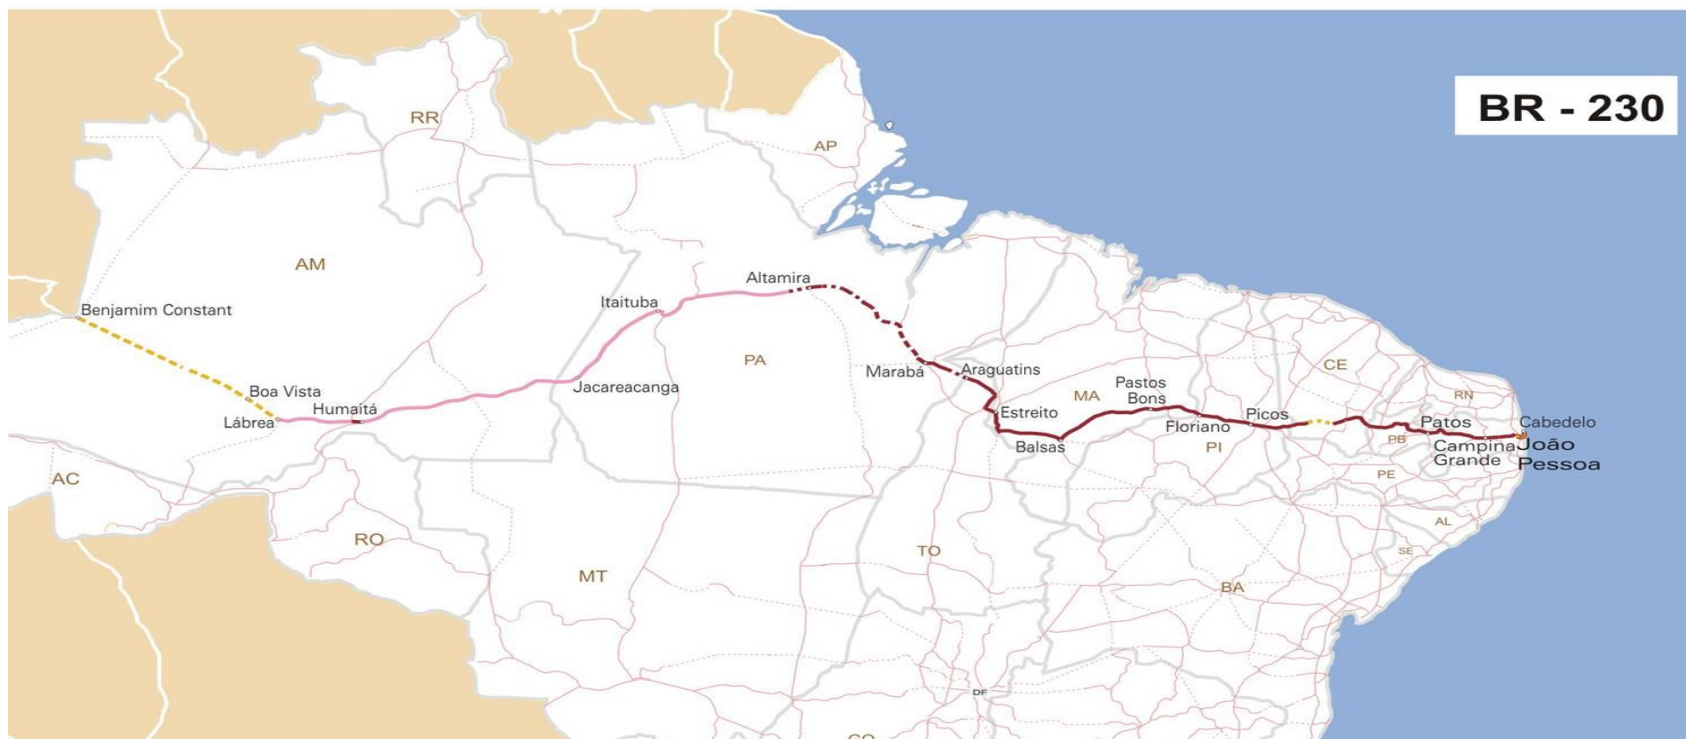 BR - 230
RR
AP
AM
Altamira
Itaituba
Benjamim Constant
PA
CE
Marabá
Araguatins
Jacareacanga
Boa Vista
MA
Pastos
Bons
RN
Humaitá
Lábrea
Estreito
Floriano
Picos
Patos
Cabedelo
Balsas
PI
PB
Campina
Grande
João
Pessoa
AC
PE
RO
AL
TO
SE
MT
BA
DF